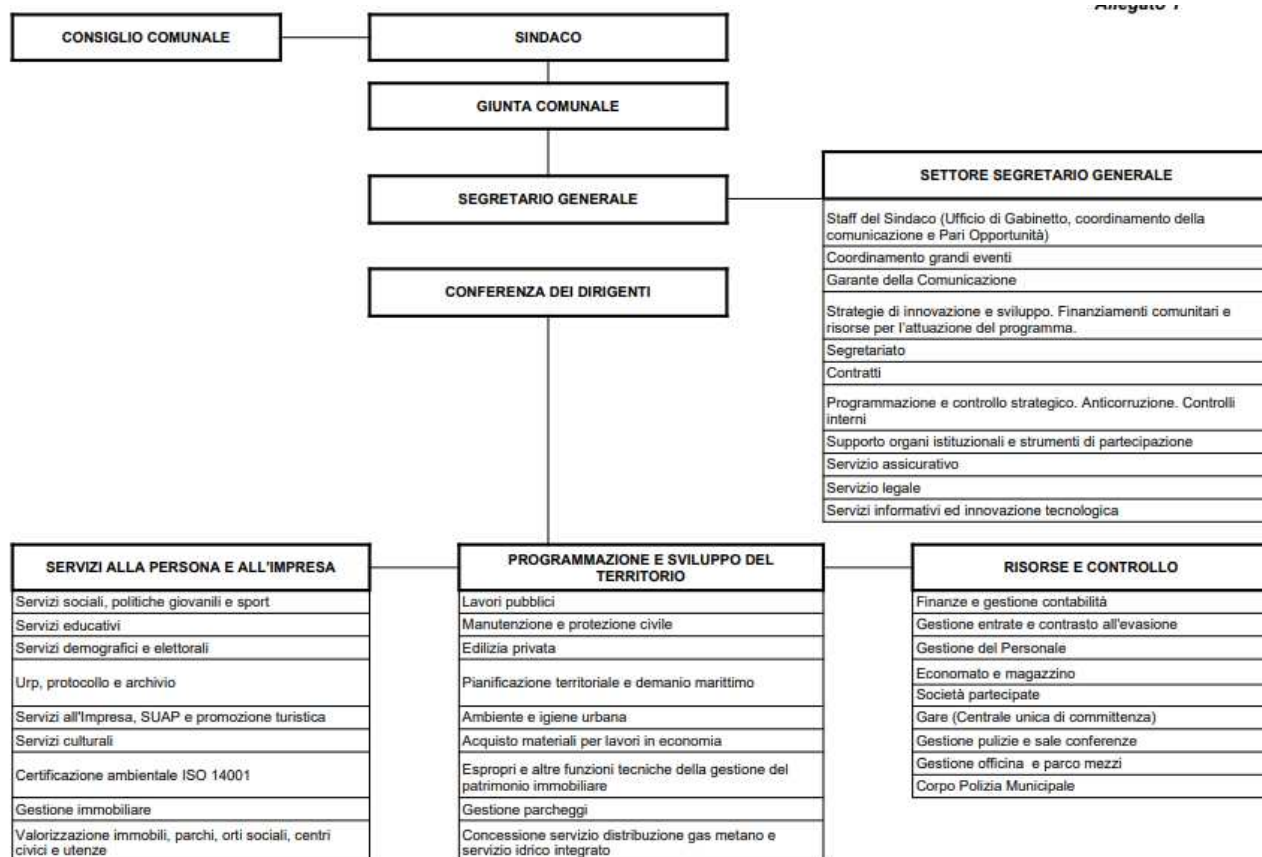 Allegato 1
CONSIGLIO COMUNALE
SINDACO
GIUNTA COMUNALE
SEGRETARIO GENERALE
SETTORE SEGRETARIO GENERALE
Staff del Sindaco (Ufficio di Gabinetto, coordinamento della
comunicazione e Pari Opportunità)
Coordinamento grandi eventi
Garante della Comunicazione
Strategie di innovazione e sviluppo. Finanziamenti comunitari e
risorse per l'attuazione del programma.
Segretariato
Contratti
Programmazione e controllo strategico. Anticorruzione. Controlli
interni
Supporto organi istituzionali e strumenti di partecipazione
Servizio assicurativo
Servizio legale
Servizi informativi ed innovazione tecnologica
CONFERENZA DEI DIRIGENTI
SERVIZI ALLA PERSONA E ALL'IMPRESA
Servizi sociali, politiche giovanili e sport
Servizi educativi
Servizi demografici e elettorali
Urp, protocollo e archivio
Servizi all'Impresa, SUAP e promozione turistica
Servizi culturali
Certificazione ambientale ISO 14001
Gestione immobiliare
Valorizzazione immobili, parchi, orti sociali, centri
civici e utenze
PROGRAMMAZIONE E SVILUPPO DEL
TERRITORIO
Lavori pubblici
Manutenzione e protezione civile
Edilizia privata
Pianificazione territoriale e demanio marittimo
Ambiente e igiene urbana
Acquisto materiali per lavori in economia
Espropri e altre funzioni tecniche della gestione del
patrimonio immobiliare
Gestione parcheggi
Concessione servizio distribuzione gas metano e
servizio idrico integrato
RISORSE E CONTROLLO
Finanze e gestione contabilità
Gestione entrate e contrasto all'evasione
Gestione del Personale
Economato e magazzino
Società partecipate
Gare (Centrale unica di committenza)
Gestione pulizie e sale conferenze
Gestione officina e parco mezzi
Corpo Polizia Municipale